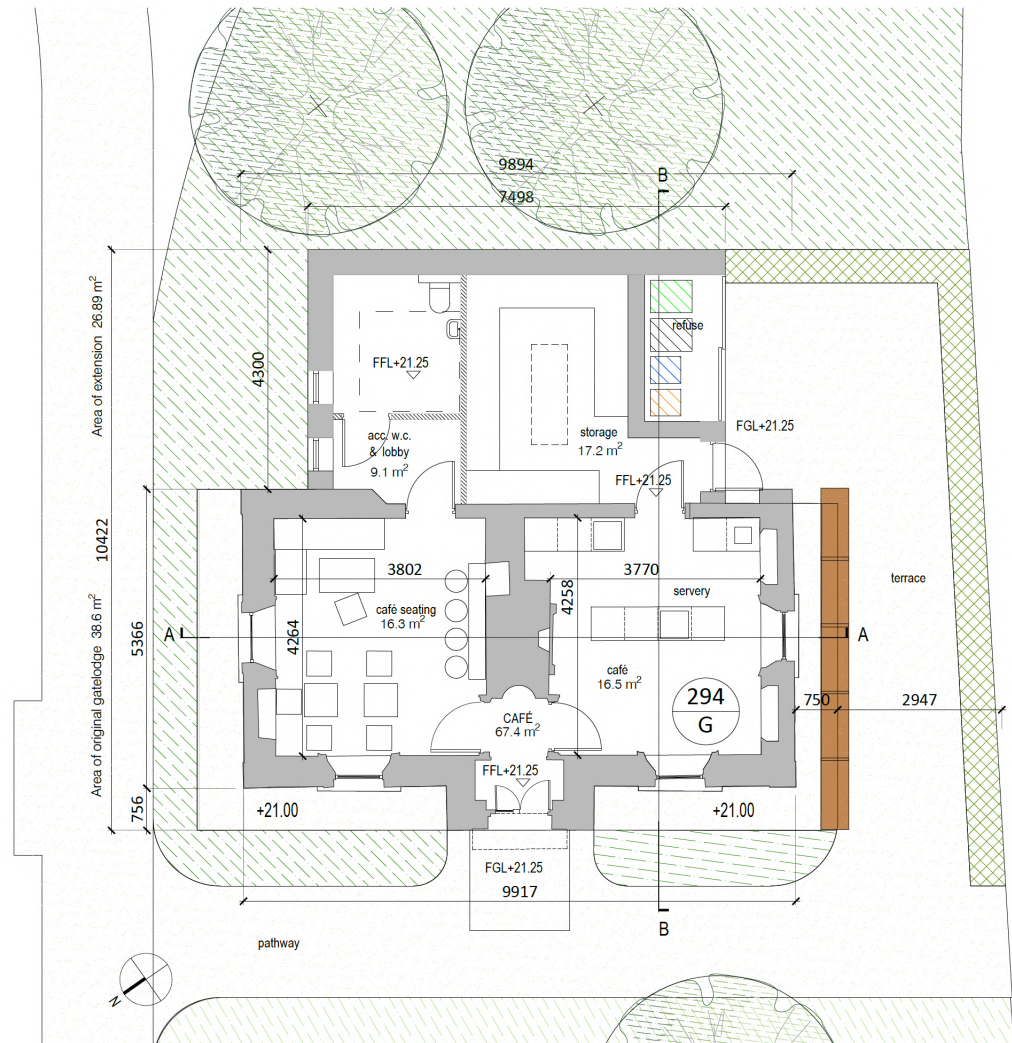 9894
B
7498
Area of extension 26.89 m²
4300
refuse
FFL+21.25
acc. w.c.
& lobby
9.1 m²
storage
17.2 m²
FGL+21.25
FFL+21.25
10422
3802
3770
4258
servery
terrace
café seating
16.3 m²
Area of original gatelodge 38.6 m²
5366
A
4264
A
café
16.5 m²
294
G
750
2947
CAFÉ
67.4 m²
FFL+21.25
756
+21.00
+21.00
FGL+21.25
9917
B
pathway
N